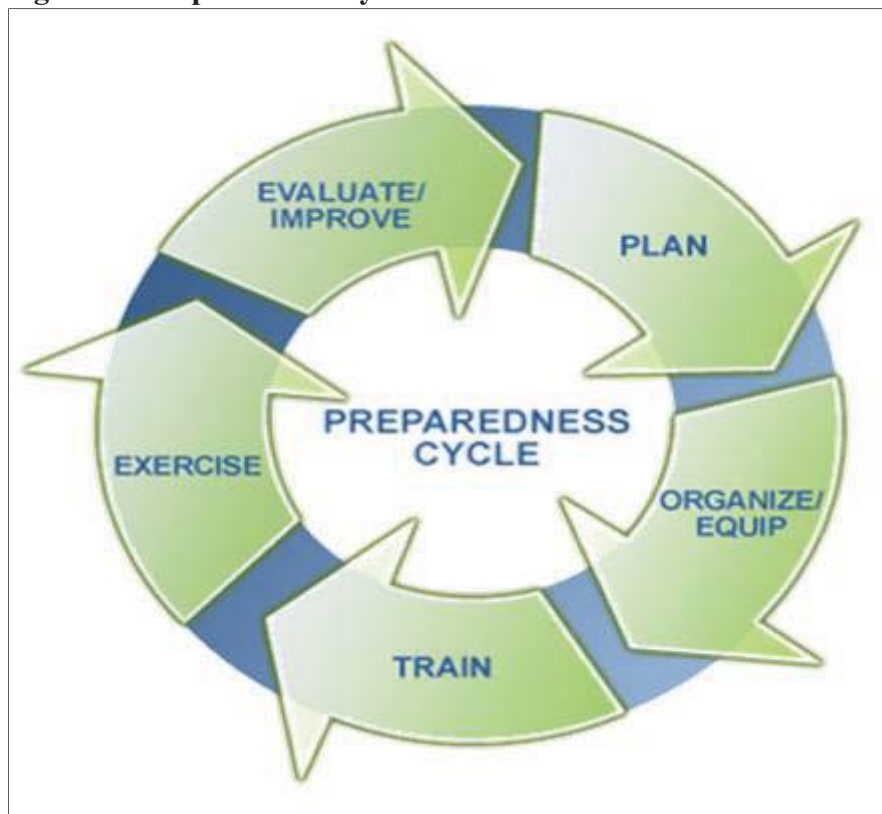 PREPAREDNESS
CYCLE
PLAN
ORGANIZE/
EQUIP
TRAIN
EXERCISE
EVALUATE/
IMPROVE